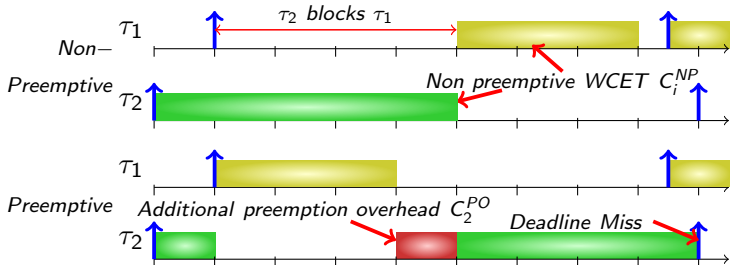 τ1
τ2 blocks τ1
Non−
Preemptive
Non preemptive WCET C_i^NP
τ2
τ1
Preemptive
Additional preemption overhead C_2^PO
Deadline Miss
τ2